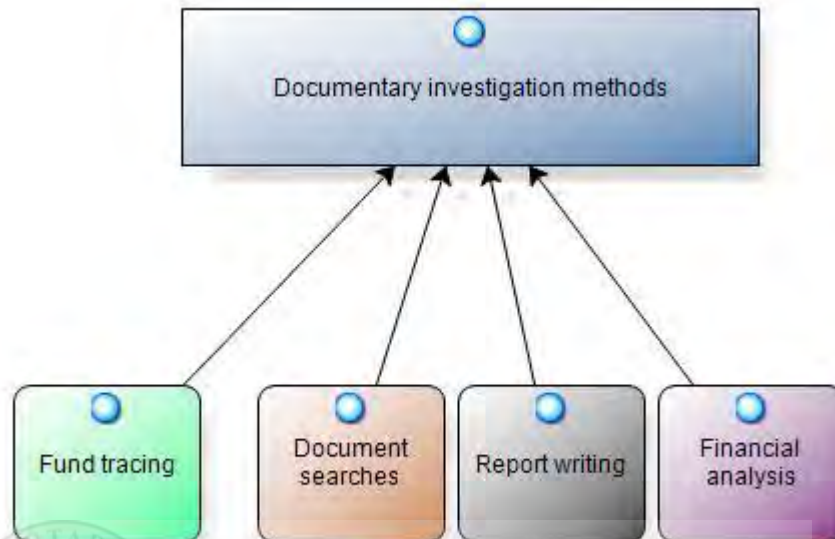 Documentary investigation methods
Fund tracing
Document
searches
Report writing
Financial
analysis